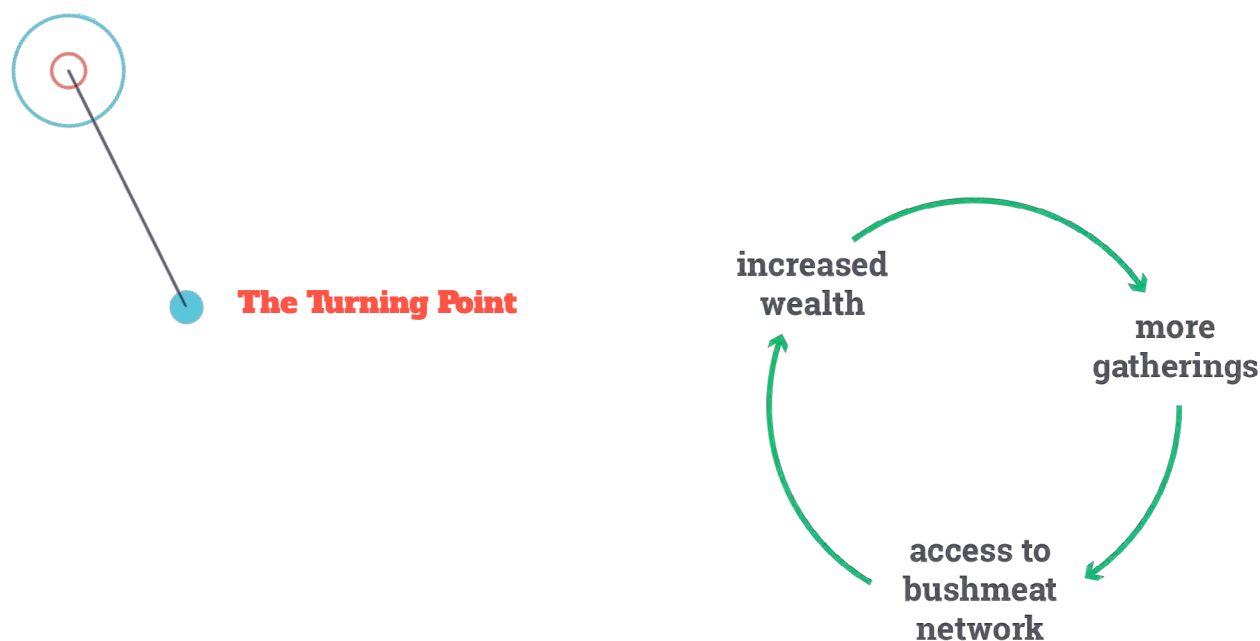 The Turning Point
increased
wealth
more
gatherings
access to
bushmeat
network